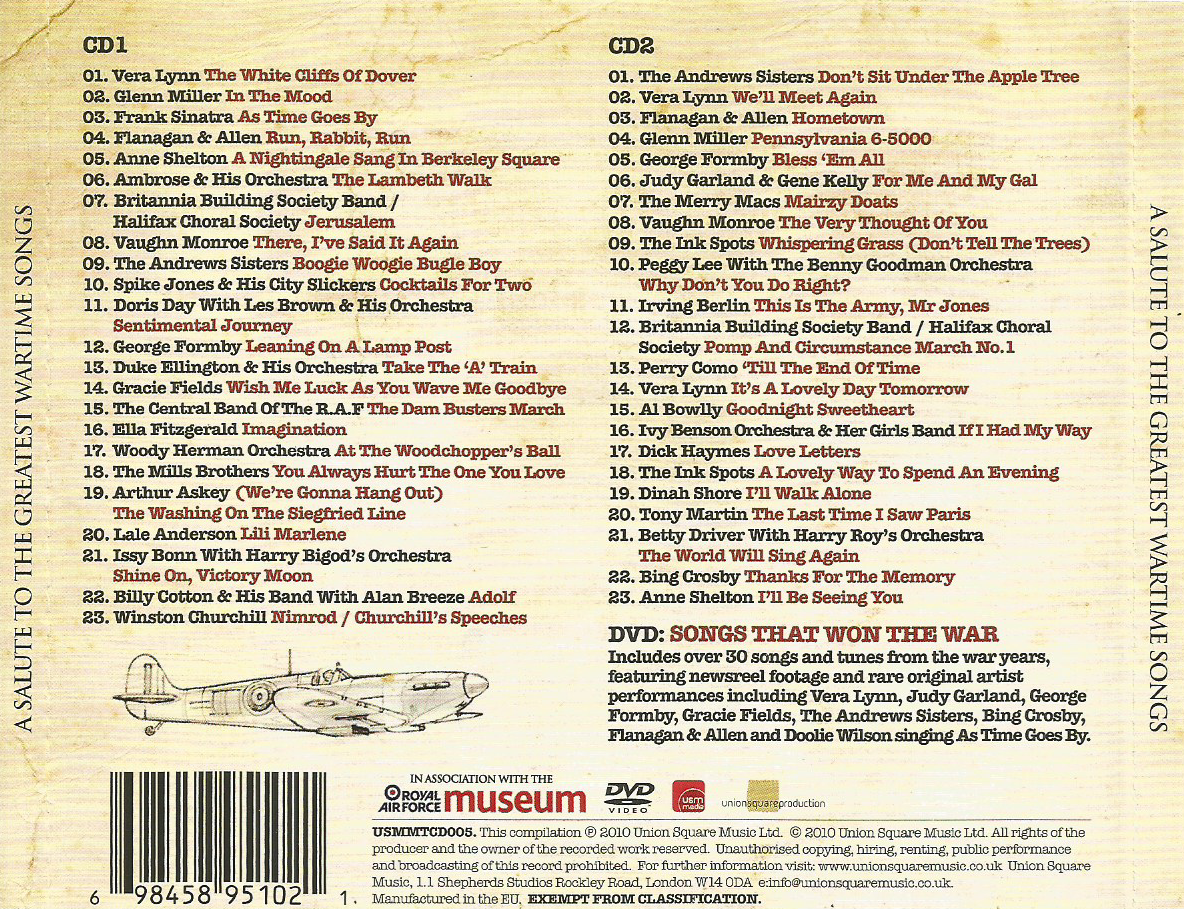 CD1
01. Vera Lynn The White Cliffs Of Dover
02. Glenn Miller In The Mood
03. Frank Sinatra As Time Goes By
04. Flanagan & Allen Run, Rabbit, Run
05. Anne Shelton A Nightingale Sang In Berkeley Square
06. Ambrose & His Orchestra The Lambeth Walk
07. Britannia Building Society Band /
Halifax Choral Society Jerusalem
08. Vaughn Monroe There, I've Said It Again
09. The Andrews Sisters Boogie Woogie Bugle Boy
10. Spike Jones & His City Slickers Cocktails For Two
11. Doris Day With Les Brown & His Orchestra
Sentimental Journey
12. George Formby Leaning On A Lamp Post
13. Duke Ellington & His Orchestra Take The 'A' Train
14. Gracie Fields Wish Me Luck As You Wave Me Goodbye
15. The Central Band Of The R.A.F The Dam Busters March
16. Ella Fitzgerald Imagination
17. Woody Herman Orchestra At The Woodchopper's Ball
18. The Mills Brothers You Always Hurt The One You Love
19. Arthur Askey (We're Gonna Hang Out)
The Washing On The Siegfried Line
20. Lale Anderson Lili Marlene
21. Issy Bonn With Harry Bigod's Orchestra
Shine On, Victory Moon
22. Billy Cotton & His Band With Alan Breeze Adolf
23. Winston Churchill Nimrod / Churchill's Speeches
CD2
01. The Andrews Sisters Don't Sit Under The Apple Tree
02. Vera Lynn We'll Meet Again
03. Flanagan & Allen Hometown
04. Glenn Miller Pennsylvania 6-5000
05. George Formby Bless 'Em All
06. Judy Garland & Gene Kelly For Me And My Gal
07. The Merry Macs Mairzy Doats
08. Vaughn Monroe The Very Thought Of You
09. The Ink Spots Whispering Grass (Don't Tell The Trees)
10. Peggy Lee With The Benny Goodman Orchestra
Why Don't You Do Right?
11. Irving Berlin This Is The Army, Mr Jones
12. Britannia Building Society Band / Halifax Choral
Society Pomp And Circumstance March No.1
13. Perry Como 'Till The End Of Time
14. Vera Lynn It's A Lovely Day Tomorrow
15. Al Bowlly Goodnight Sweetheart
16. Ivy Benson Orchestra & Her Girls Band If I Had My Way
17. Dick Haymes Love Letters
18. The Ink Spots A Lovely Way To Spend An Evening
19. Dinah Shore I'll Walk Alone
20. Tony Martin The Last Time I Saw Paris
21. Betty Driver With Harry Roy's Orchestra
The World Will Sing Again
22. Bing Crosby Thanks For The Memory
23. Anne Shelton I'll Be Seeing You
DVD: SONGS THAT WON THE WAR
Includes over 30 songs and tunes from the war years,
featuring newsreel footage and rare original artist
performances including Vera Lynn, Judy Garland, George
Formby, Gracie Fields, The Andrews Sisters, Bing Crosby,
Flanagan & Allen and Doolie Wilson singing As Time Goes By.
A SALUTE TO THE GREATEST WARTIME SONGS
A SALUTE TO THE GREATEST WARTIME SONGS
IN ASSOCIATION WITH THE
ROYAL AIR FORCE museum
DVD VIDEO
usm media
unionsquareproduction
USMMTCD005. This compilation ℗ 2010 Union Square Music Ltd. © 2010 Union Square Music Ltd. All rights of the
producer and the owner of the recorded work reserved. Unauthorised copying, hiring, renting, public performance
and broadcasting of this record prohibited. For further information visit: www.unionsquaremusic.co.uk Union Square
Music, 1.1 Shepherds Studios Rockley Road, London W14 0DA e:info@unionsquaremusic.co.uk.
Manufactured in the EU. EXEMPT FROM CLASSIFICATION.
6 98458 95102 1